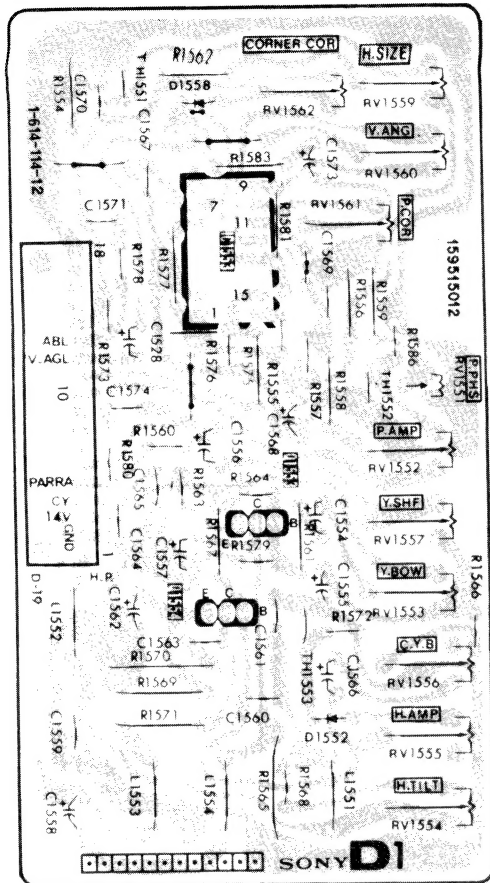 R1562
CORNER COR
H.SIZE
TH1551
C1570
R1554
D1558
RV1562
RV1559
1-614-114-12
C1567
R1583
C1573
V.ANG
RV1560
9
7
11
15
1
C1571
RV1561
P.COR
R1581
18
R1578
R1577
C1569
R1556
R1559
159515012
ABL
V.AGL
10
R1573
C1528
R1576
R1575
R1555
R1557
R1558
TH1552
R1586
RV1551
P.PHS
C1574
R1560
C1556
C1568
P.AMP
RV1552
PARRA
CY
14V
GND
R1580
C1565
R1563
R1564
C
E
B
R1579
C1554
Y.SHF
RV1557
1
C1564
C1557
D-19
H.P.
L1552
C1562
E
C
B
C1555
Y.BOW
RV1553
R1566
R1572
C1563
R1570
C1561
TH1553
C1566
C.Y.B
RV1556
R1569
R1571
C1560
D1552
H.AMP
RV1555
C1559
C1558
L1553
L1554
R1565
R1568
L1551
H.TILT
RV1554
SONY D1